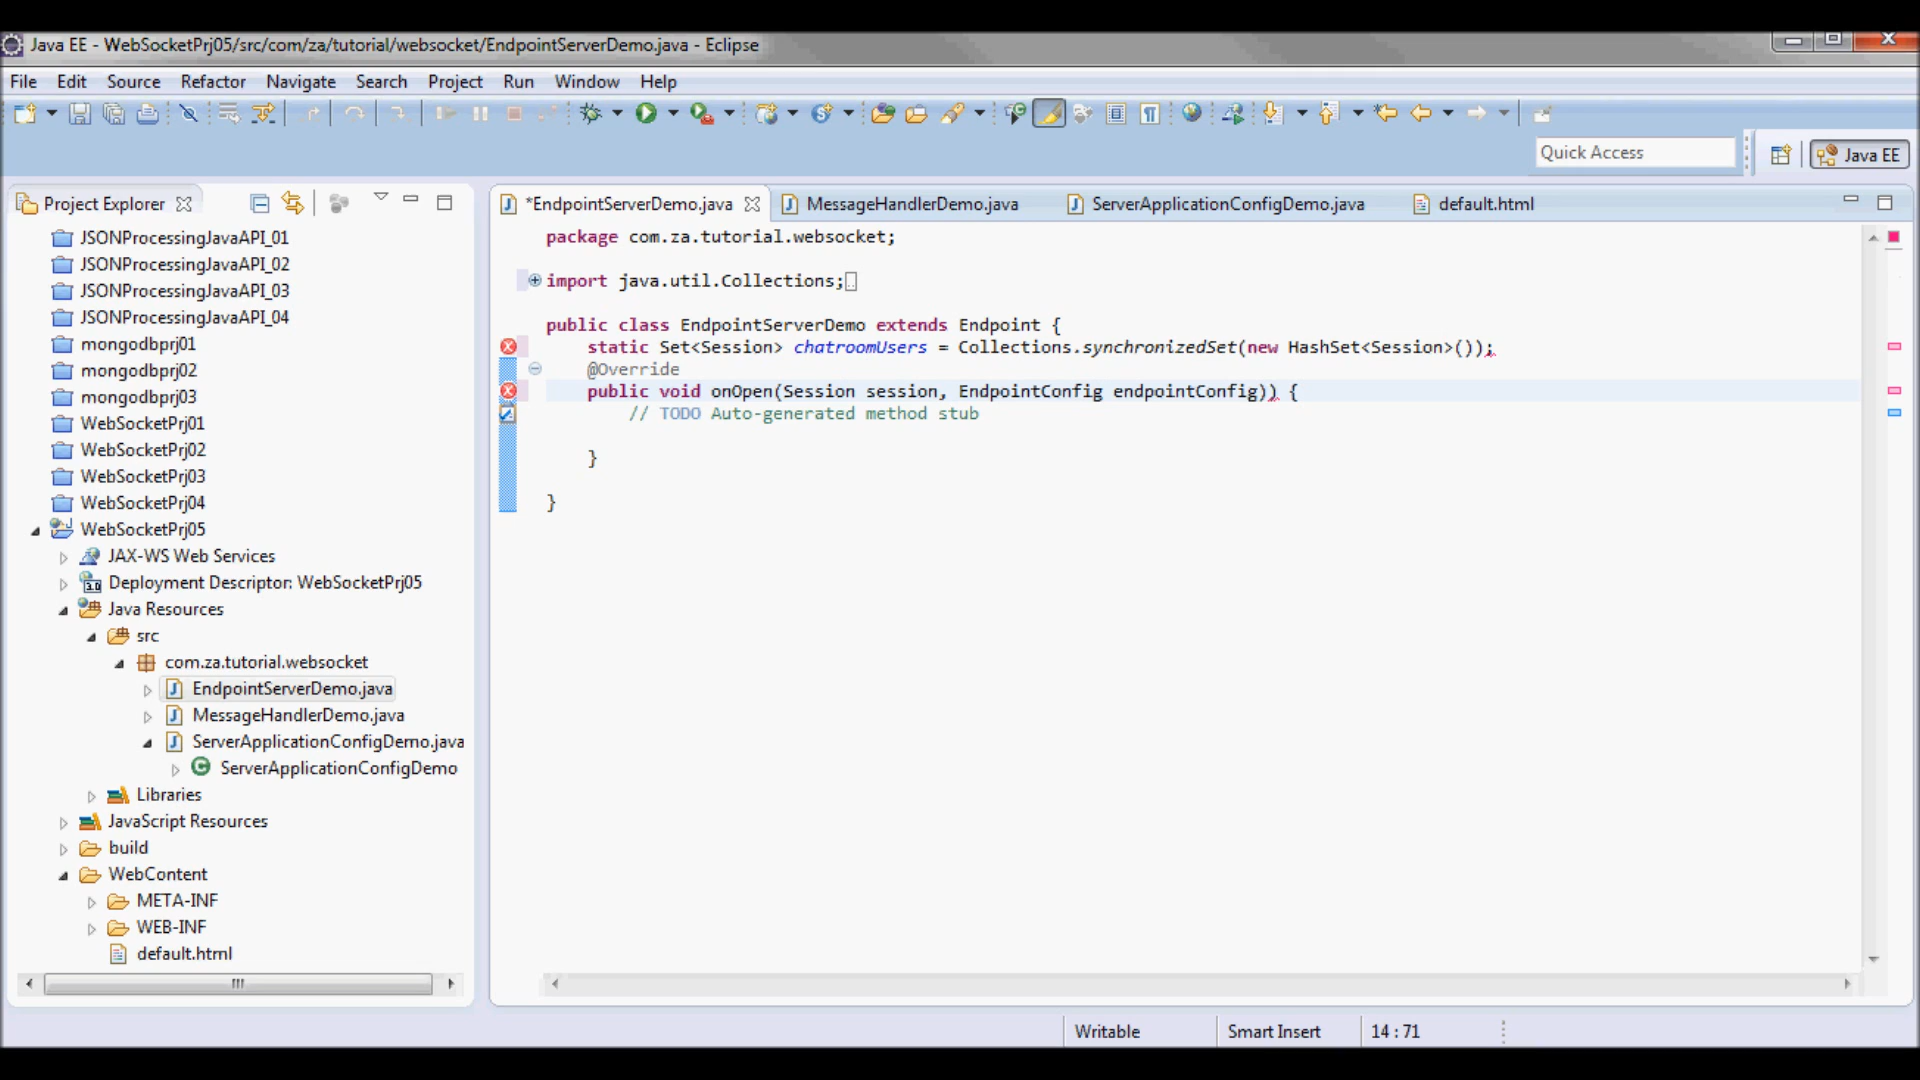 Java EE - WebSocketPrj05/src/com/za/tutorial/websocket/EndpointServerDemo.java - Eclipse
File Edit Source Refactor Navigate Search Project Run Window Help
Quick Access
Java EE
Project Explorer
*EndpointServerDemo.java MessageHandlerDemo.java ServerApplicationConfigDemo.java default.html
JSONProcessingJavaAPI_01
JSONProcessingJavaAPI_02
JSONProcessingJavaAPI_03
JSONProcessingJavaAPI_04
mongodbprj01
mongodbprj02
mongodbprj03
WebSocketPrj01
WebSocketPrj02
WebSocketPrj03
WebSocketPrj04
WebSocketPrj05
JAX-WS Web Services
Deployment Descriptor: WebSocketPrj05
Java Resources
src
com.za.tutorial.websocket
EndpointServerDemo.java
MessageHandlerDemo.java
ServerApplicationConfigDemo.java
ServerApplicationConfigDemo
Libraries
JavaScript Resources
build
WebContent
META-INF
WEB-INF
default.html
package com.za.tutorial.websocket;
import java.util.Collections;
public class EndpointServerDemo extends Endpoint {
static Set<Session> chatroomUsers = Collections.synchronizedSet(new HashSet<Session>());
@Override
public void onOpen(Session session, EndpointConfig endpointConfig)) {
// TODO Auto-generated method stub
}
}
Writable Smart Insert 14 : 71